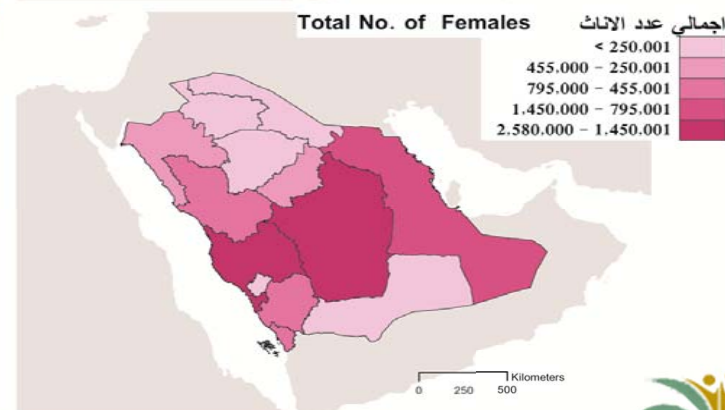 Total No. of Females
اجمالي عدد الاناث
< 250.001
455.000 – 250.001
795.000 – 455.001
1.450.000 – 795.001
2.580.000 – 1.450.001
Kilometers
0 250 500